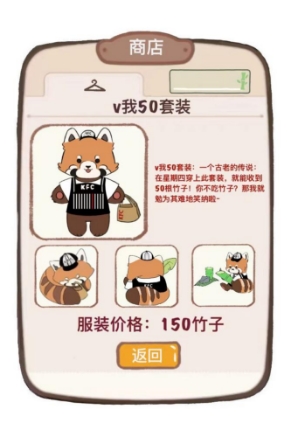 商店
v我50套装
KFC
v我50套装：一个古老的传说：
在星期四穿上此套装，就能收到
50根竹子！你不吃竹子？那我就
勉为其难地笑纳啦~
服装价格：150竹子
返回